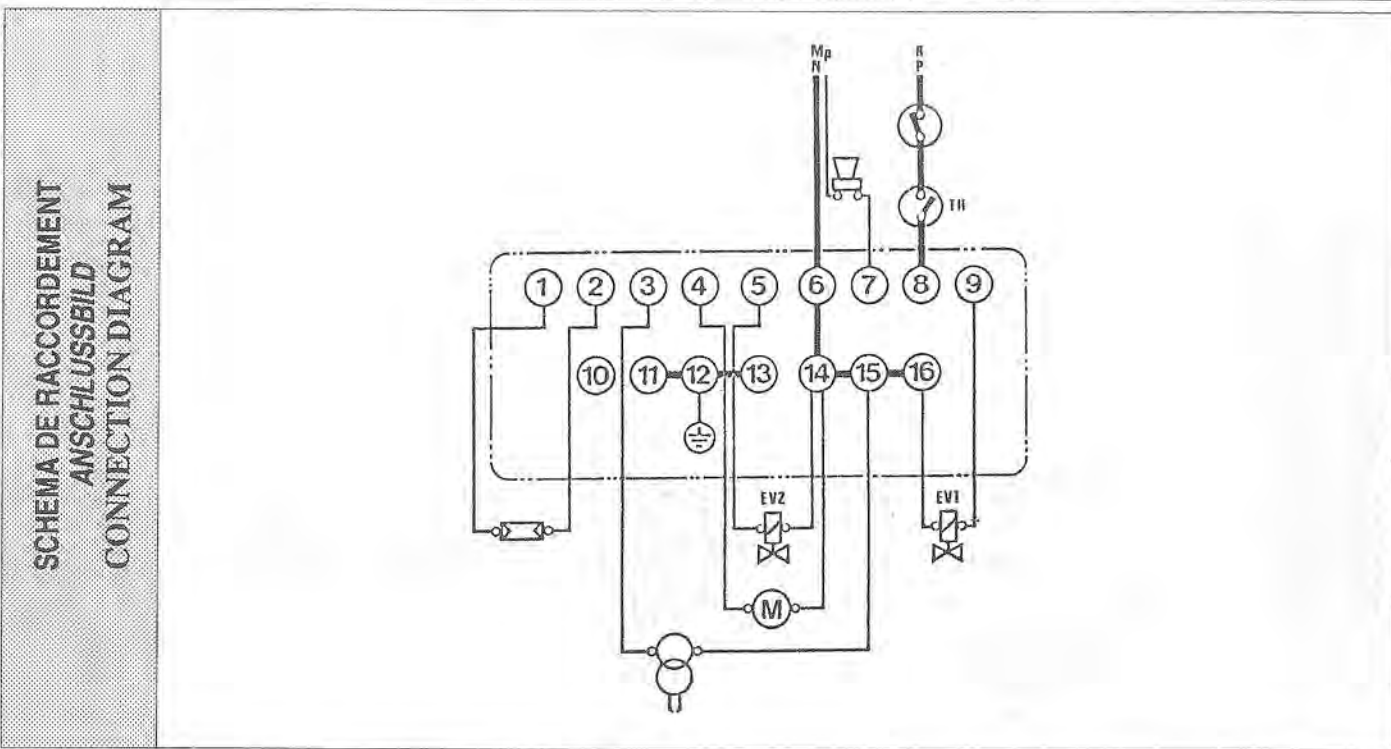 SCHEMA DE RACCORDEMENT
ANSCHLUSSBILD
CONNECTION DIAGRAM
Mp
N
R
P
TH
1 2 3 4 5 6 7 8 9
10 11 12 13 14 15 16
EV2 EV1
M